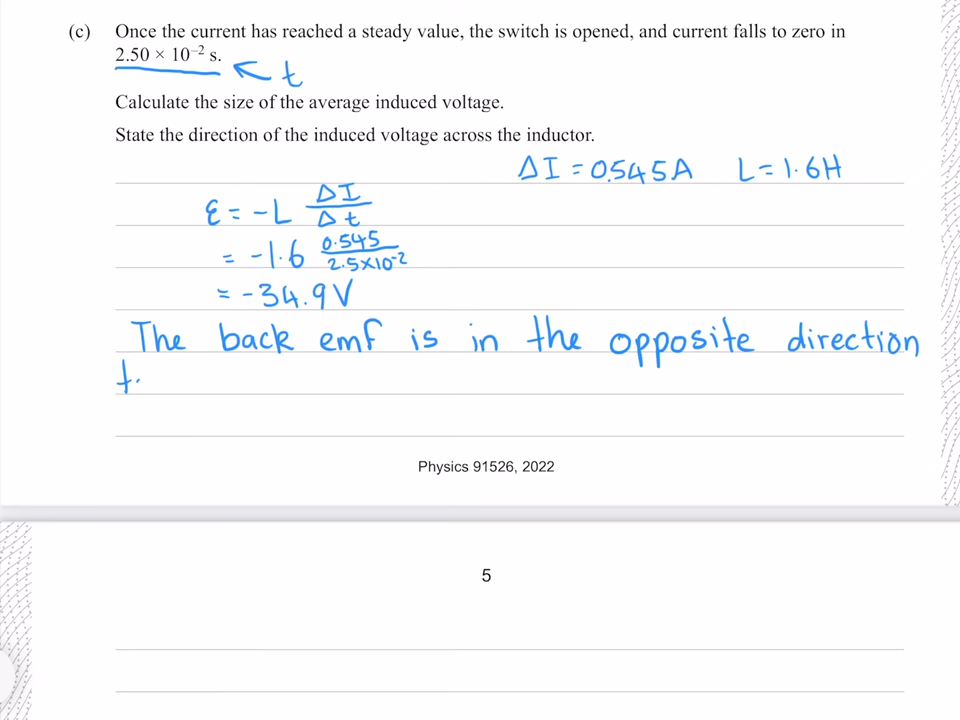 (c) Once the current has reached a steady value, the switch is opened, and current falls to zero in
2.50 × 10⁻² s.
← t
Calculate the size of the average induced voltage.
State the direction of the induced voltage across the inductor.
ΔI = 0.545A L = 1.6H
ε = -L ΔI/Δt
= -1.6 0.545/2.5×10⁻²
= -34.9V
The back emf is in the opposite direction
t
Physics 91526, 2022
5